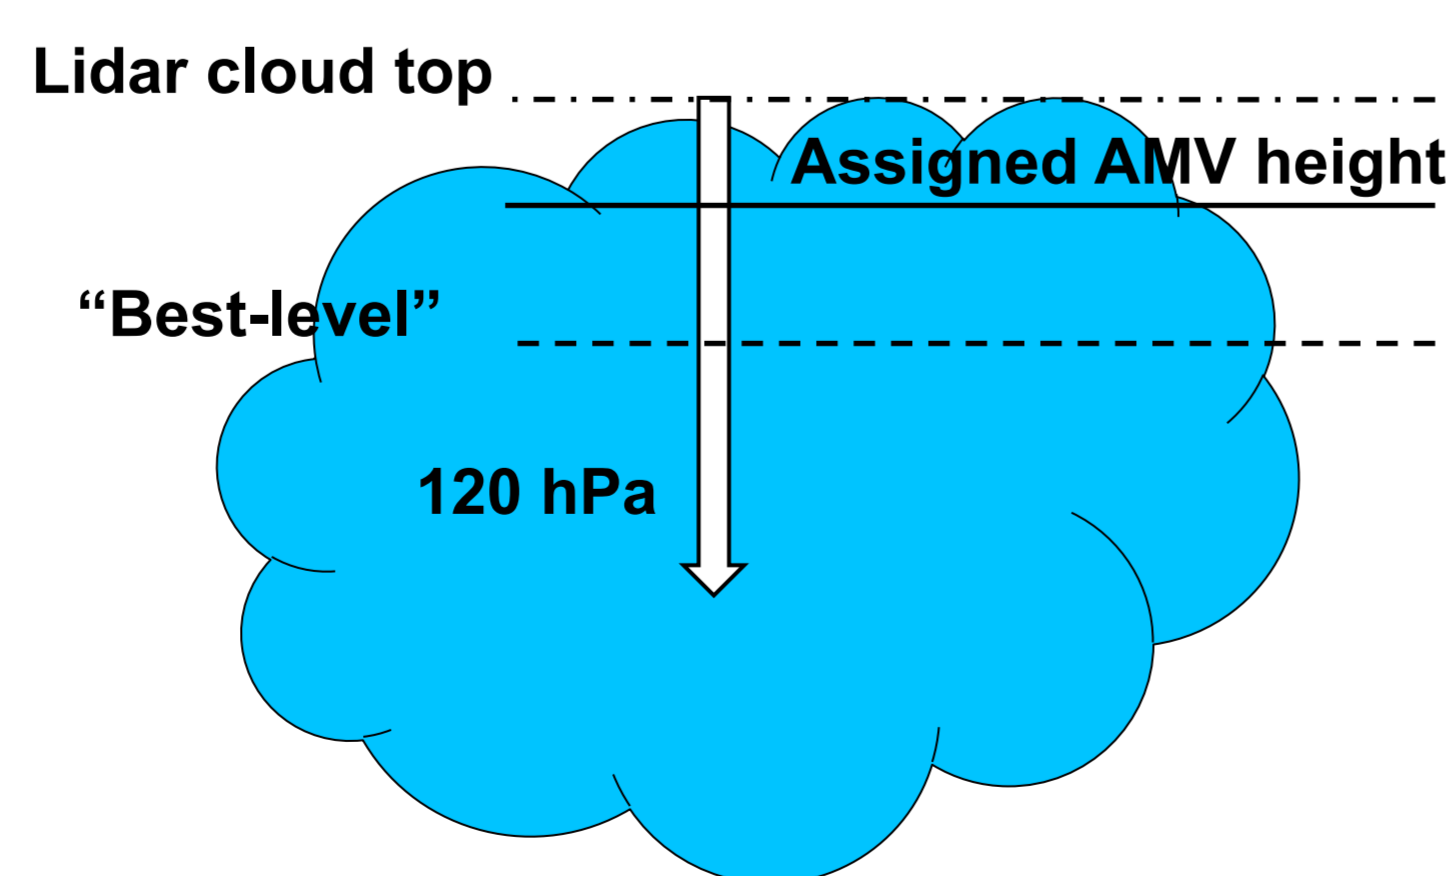 Lidar cloud top
Assigned AMV height
“Best-level”
120 hPa